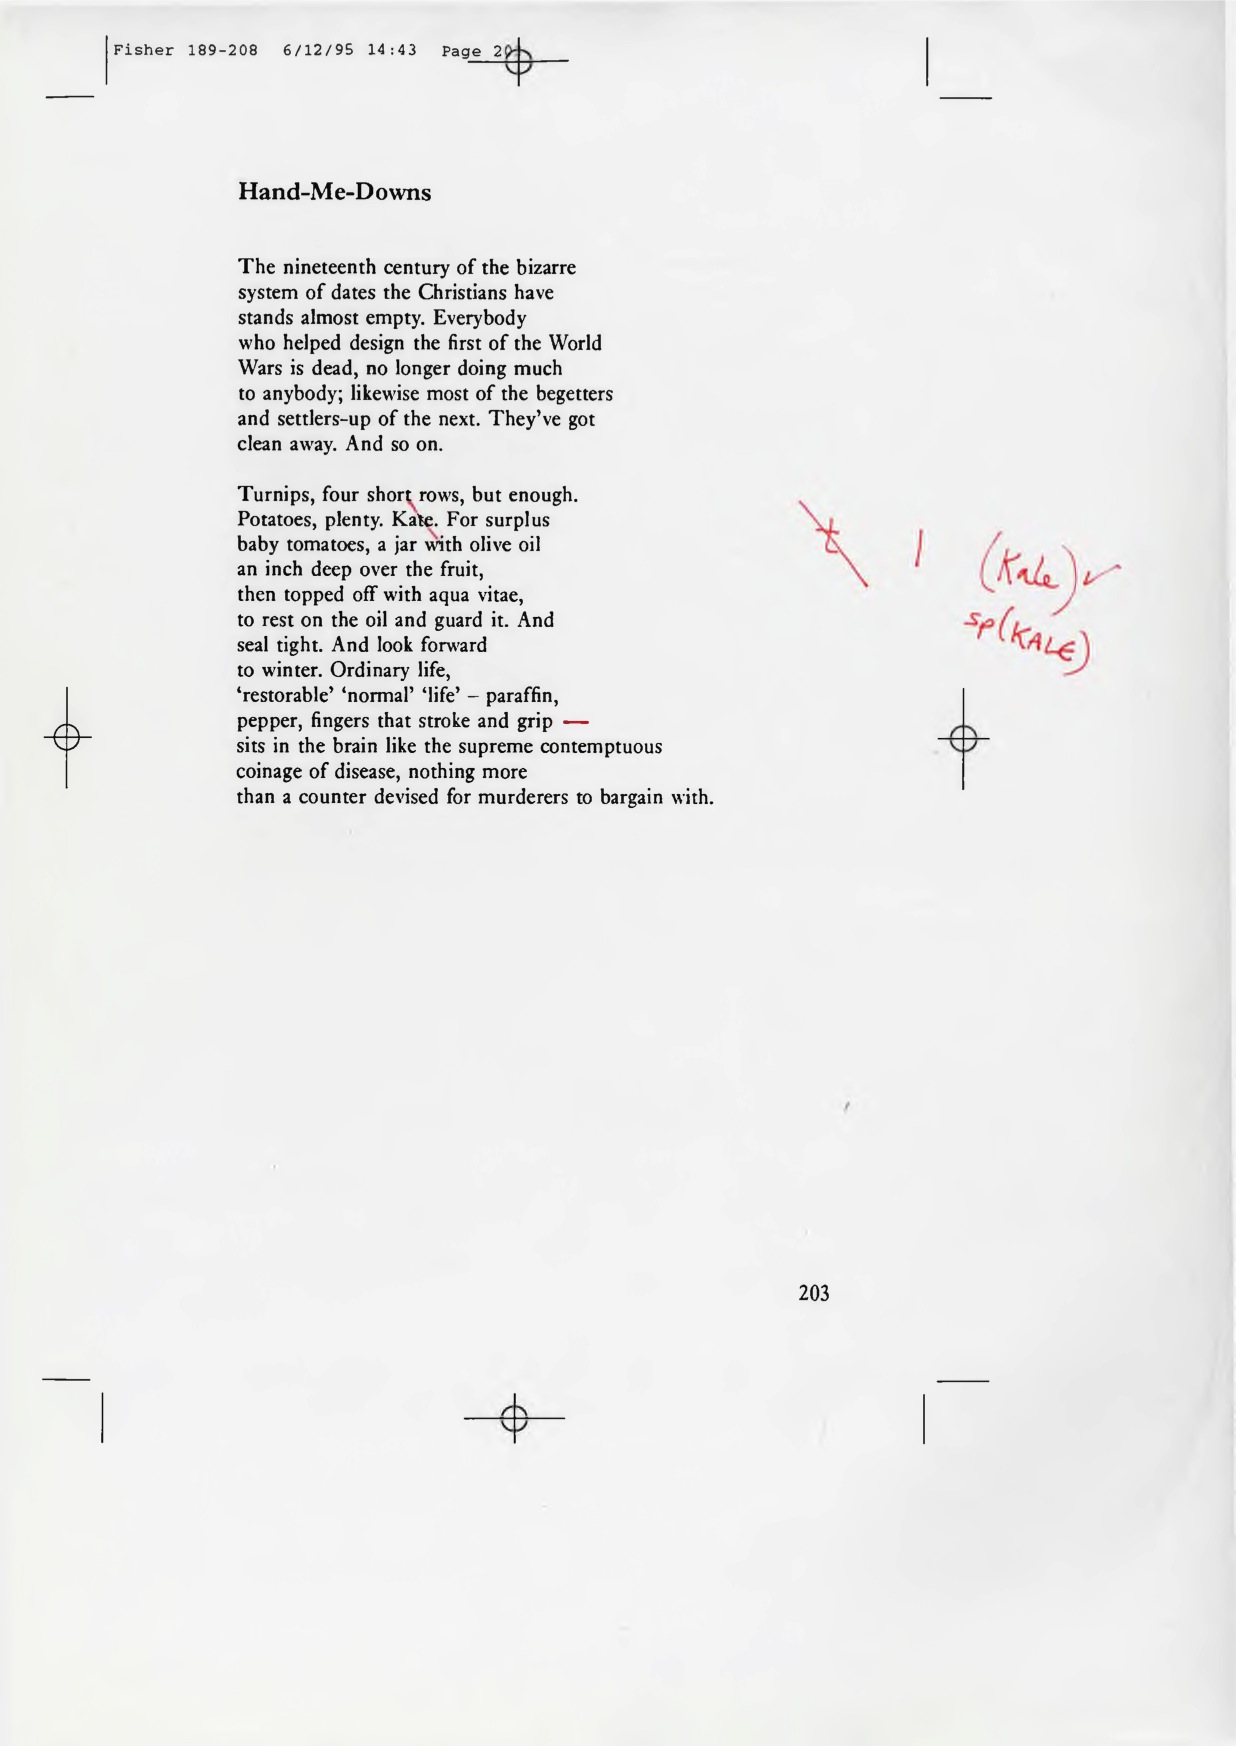 Fisher 189-208 6/12/95 14:43 Page
Hand-Me-Downs
The nineteenth century of the bizarre
system of dates the Christians have
stands almost empty. Everybody
who helped design the first of the World
Wars is dead, no longer doing much
to anybody; likewise most of the begetters
and settlers-up of the next. They've got
clean away. And so on.
Turnips, four short rows, but enough.
Potatoes, plenty. Kate. For surplus
baby tomatoes, a jar with olive oil
an inch deep over the fruit,
then topped off with aqua vitae,
to rest on the oil and guard it. And
seal tight. And look forward
to winter. Ordinary life,
‘restorable’ ‘normal’ ‘life’ – paraffin,
pepper, fingers that stroke and grip —
sits in the brain like the supreme contemptuous
coinage of disease, nothing more
than a counter devised for murderers to bargain with.
t l (Kale) ✓
sp (KALE)
203